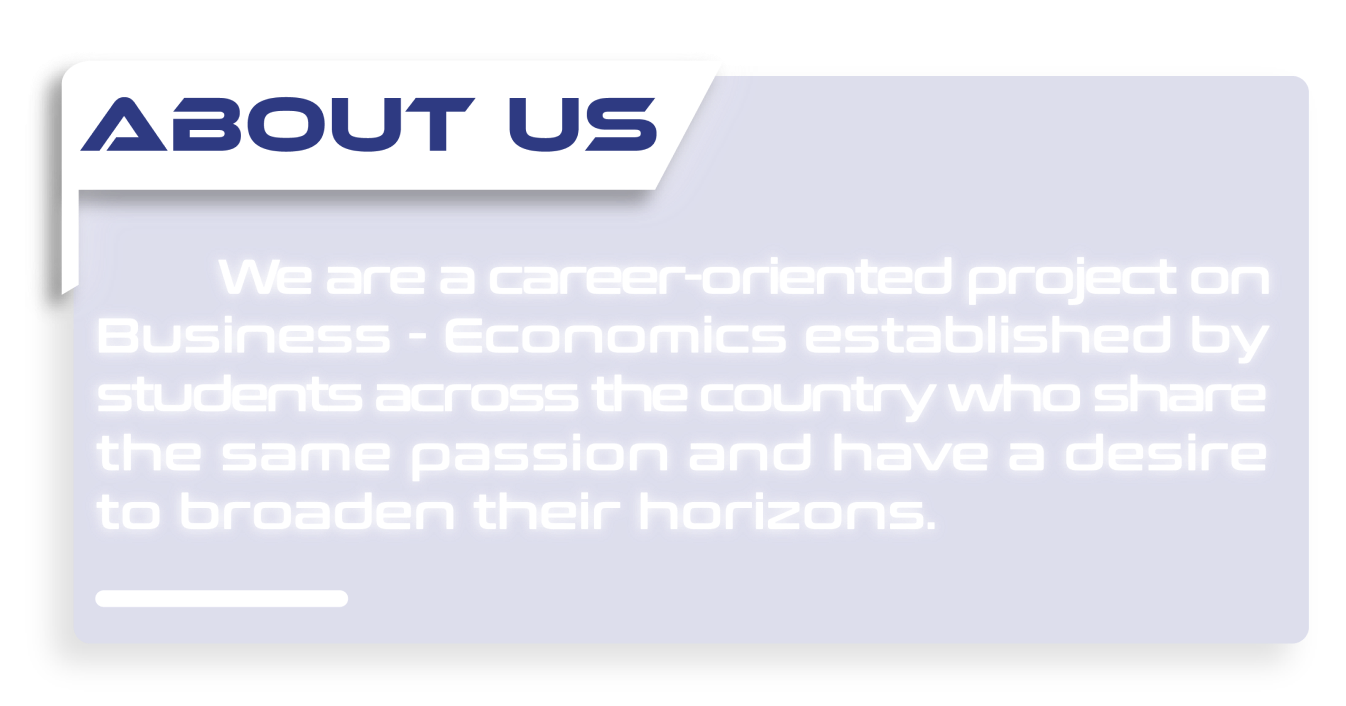 ABOUT US
We are a career-oriented project on
Business - Economics established by
students across the country who share
the same passion and have a desire
to broaden their horizons.